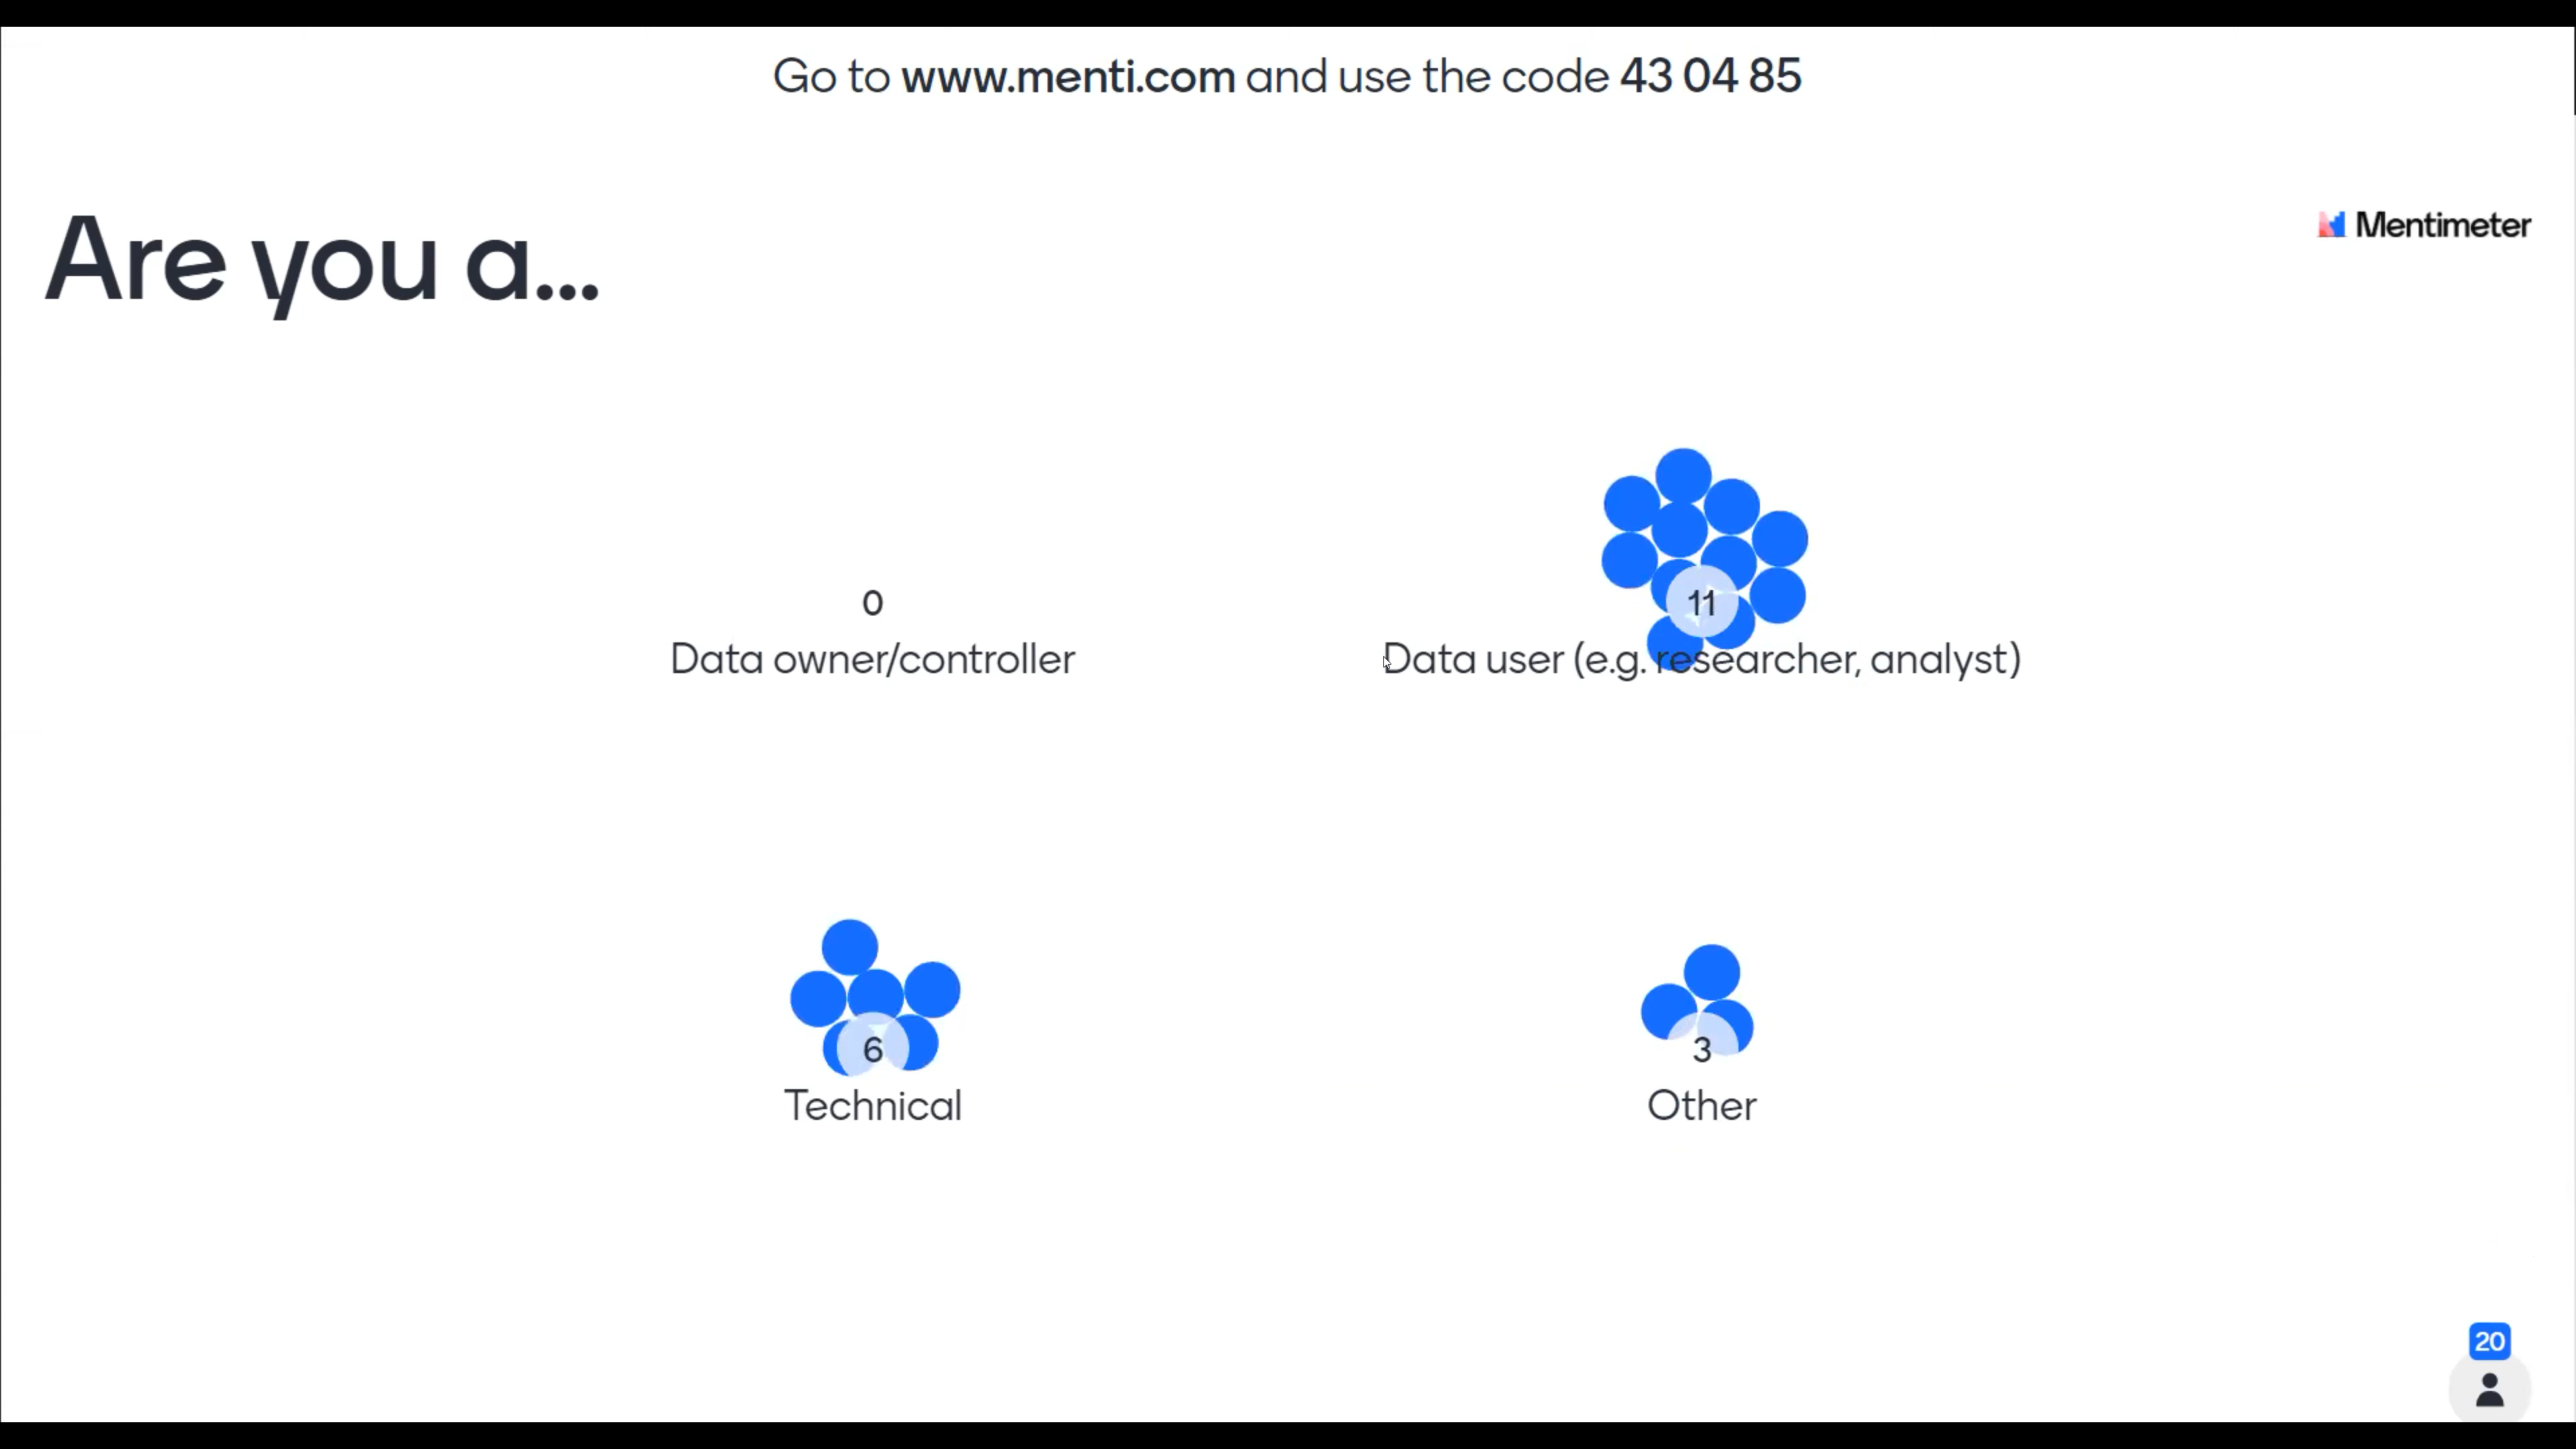 Go to www.menti.com and use the code 43 04 85
Mentimeter
Are you a...
0
Data owner/controller
11
Data user (e.g. researcher, analyst)
6
Technical
3
Other
20